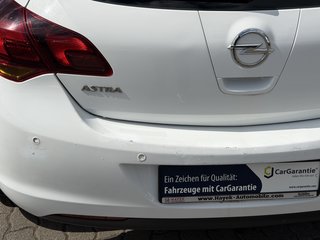 ASTRA
CarGarantie
Ein Zeichen für Qualität:
Fahrzeuge mit CarGarantie
www.Hayek-Automobile.com